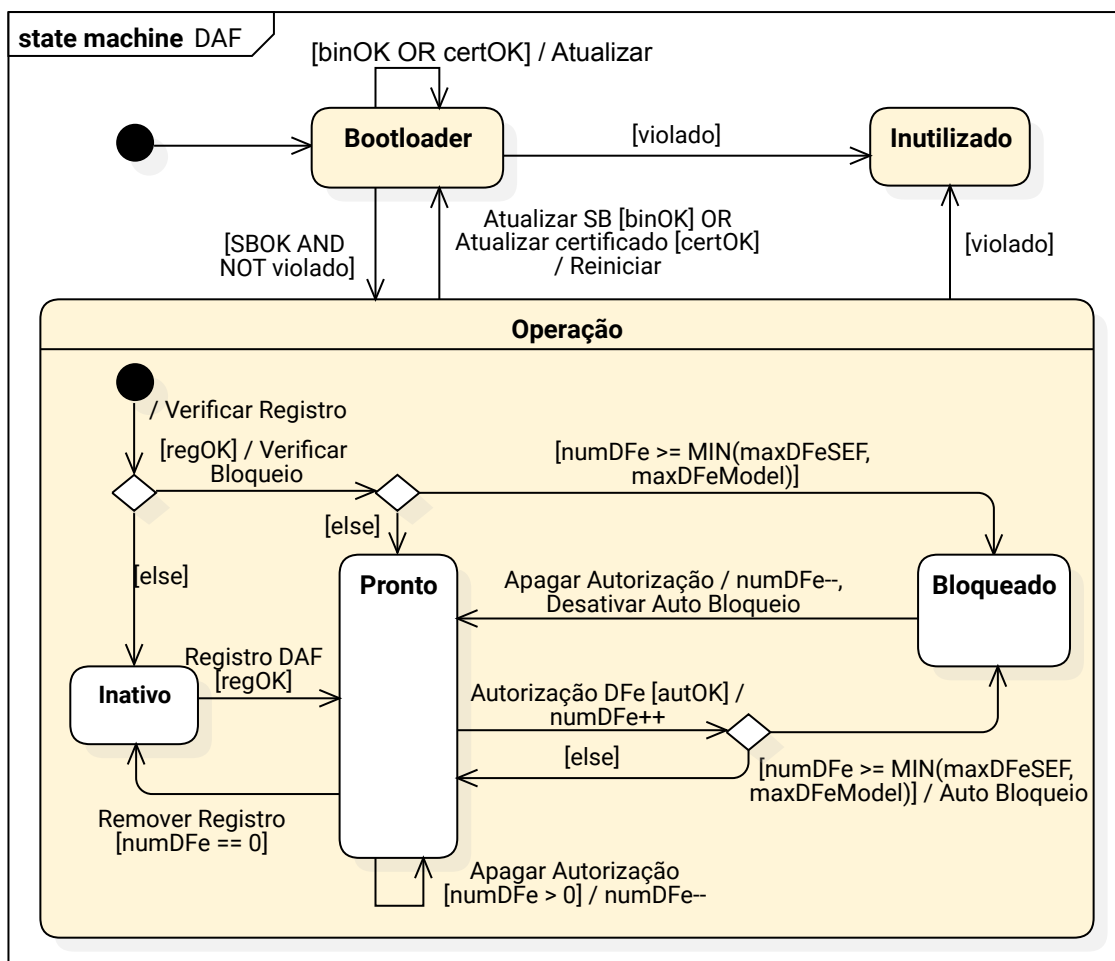 state machine DAF
[binOK OR certOK] / Atualizar
Bootloader
[violado]
Inutilizado
[SBOK AND
NOT violado]
Atualizar SB [binOK] OR
Atualizar certificado [certOK]
/ Reiniciar
[violado]
Operação
/ Verificar Registro
[regOK] / Verificar
Bloqueio
[numDFe >= MIN(maxDFeSEF,
maxDFeModel)]
[else]
[else]
Pronto
Apagar Autorização / numDFe--,
Desativar Auto Bloqueio
Bloqueado
Registro DAF
[regOK]
Inativo
Autorização DFe [autOK] /
numDFe++
[else]
[numDFe >= MIN(maxDFeSEF,
maxDFeModel)] / Auto Bloqueio
Remover Registro
[numDFe == 0]
Apagar Autorização
[numDFe > 0] / numDFe--